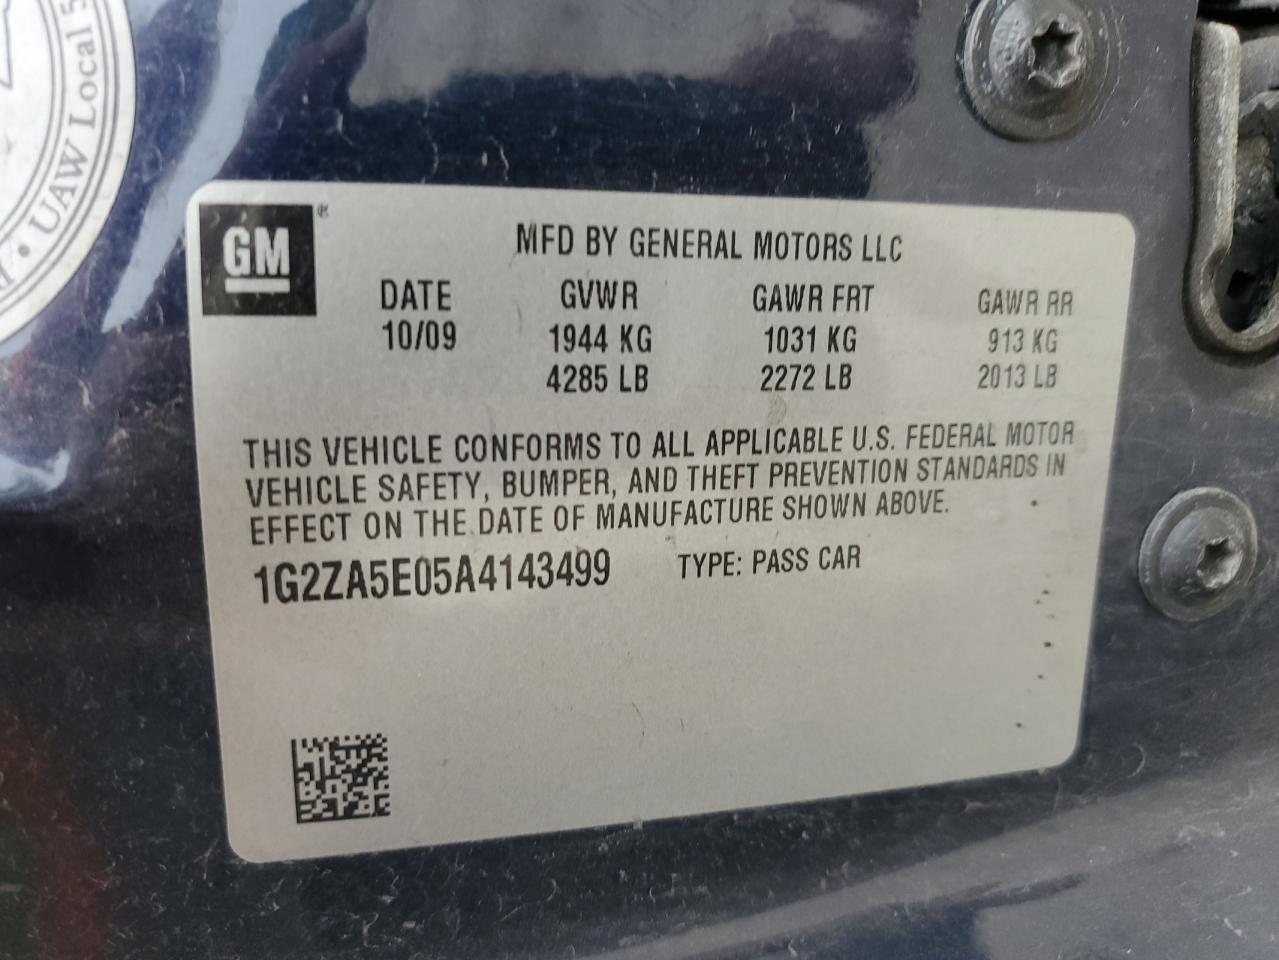 UAW Local 5
GM®
MFD BY GENERAL MOTORS LLC
DATE GVWR GAWR FRT GAWR RR
10/09 1944 KG 1031 KG 913 KG
4285 LB 2272 LB 2013 LB
THIS VEHICLE CONFORMS TO ALL APPLICABLE U.S. FEDERAL MOTOR
VEHICLE SAFETY, BUMPER, AND THEFT PREVENTION STANDARDS IN
EFFECT ON THE DATE OF MANUFACTURE SHOWN ABOVE.
1G2ZA5E05A4143499 TYPE: PASS CAR